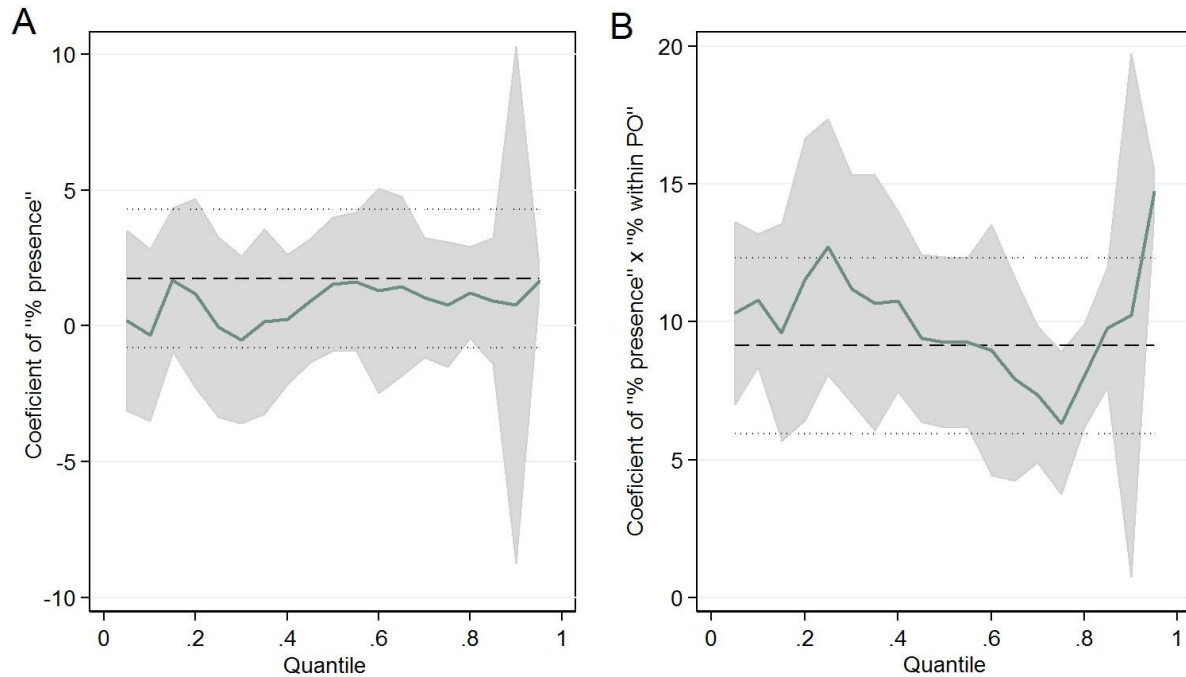 A
Coeficient of "% presence"
10
5
0
-5
-10
0 .2 .4 .6 .8 1
Quantile
B
Coeficient of "% presence" x "% within PO"
20
15
10
5
0
0 .2 .4 .6 .8 1
Quantile